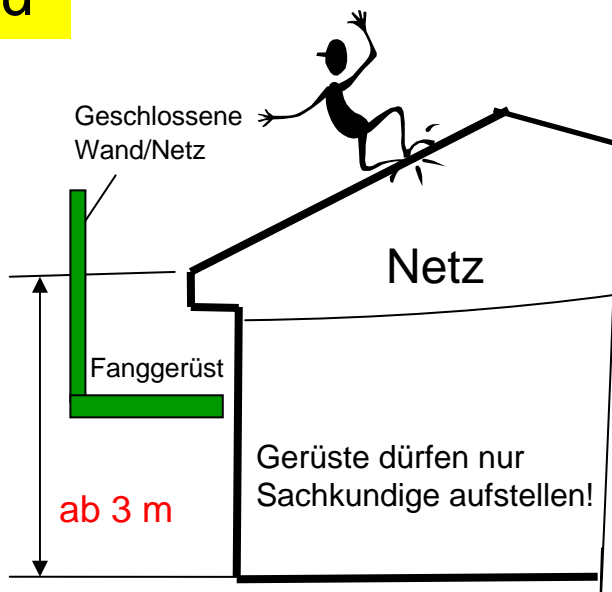 Geschlossene
Wand/Netz
Netz
Fanggerüst
Gerüste dürfen nur
Sachkundige aufstellen!
ab 3 m